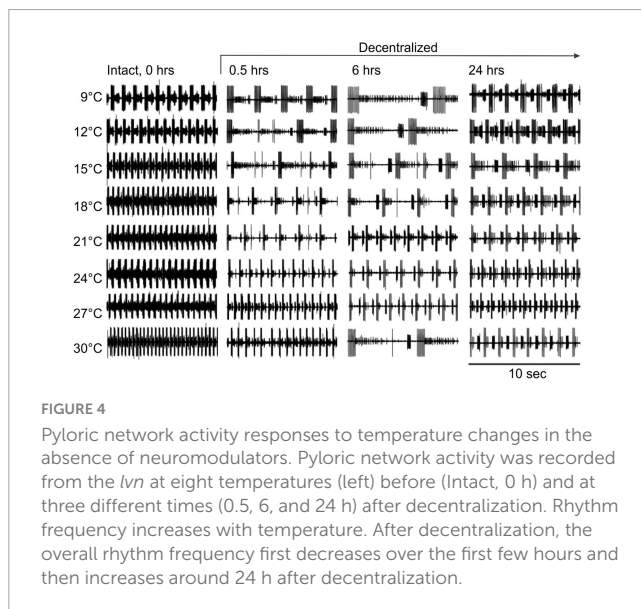 Decentralized
Intact, 0 hrs 0.5 hrs 6 hrs 24 hrs
9°C
12°C
15°C
18°C
21°C
24°C
27°C
30°C
10 sec
FIGURE 4
Pyloric network activity responses to temperature changes in the
absence of neuromodulators. Pyloric network activity was recorded
from the lvn at eight temperatures (left) before (Intact, 0 h) and at
three different times (0.5, 6, and 24 h) after decentralization. Rhythm
frequency increases with temperature. After decentralization, the
overall rhythm frequency first decreases over the first few hours and
then increases around 24 h after decentralization.